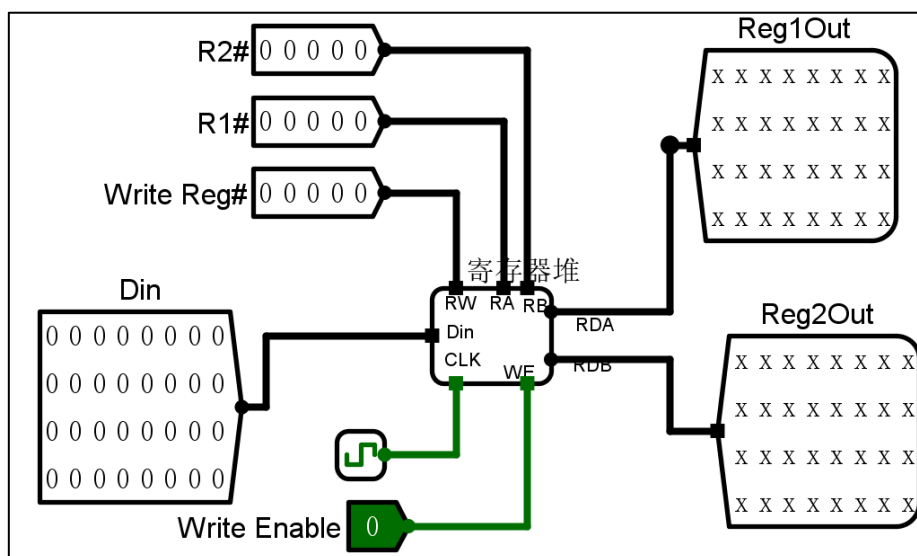 Reg1Out
R2# 0 0 0 0 0
x x x x x x x x
x x x x x x x x
x x x x x x x x
x x x x x x x x
R1# 0 0 0 0 0
Write Reg# 0 0 0 0 0
寄存器堆
RW RA RB
Din
CLK WE
RDA
RDB
Din
0 0 0 0 0 0 0 0
0 0 0 0 0 0 0 0
0 0 0 0 0 0 0 0
0 0 0 0 0 0 0 0
Reg2Out
x x x x x x x x
x x x x x x x x
x x x x x x x x
x x x x x x x x
Write Enable 0